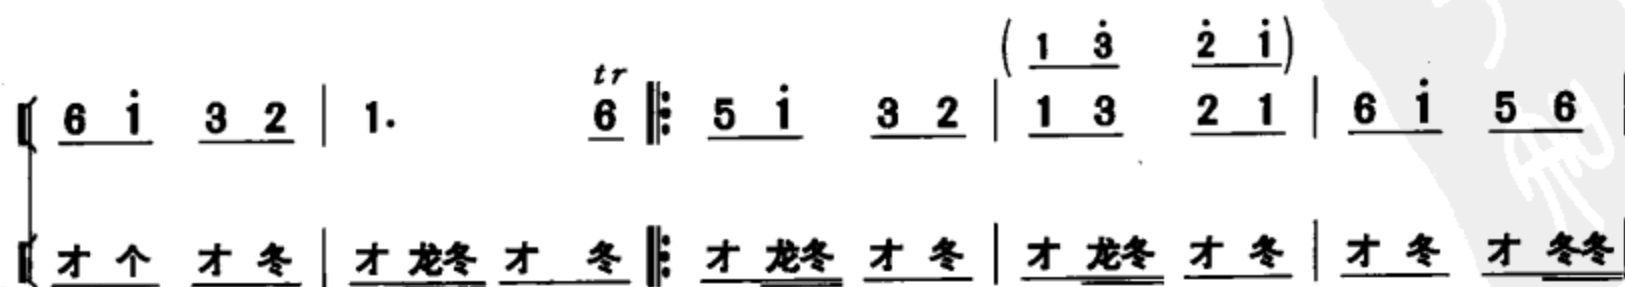 ( 1 3̇ 2̇ i̇ )
tr
6 i̇ 3 2 | 1. 6 ‖: 5 i̇ 3 2 | 1 3 2 1 | 6 i̇ 5 6
才 个 才 冬 | 才 龙冬 才 冬 ‖: 才 龙冬 才 冬 | 才 龙冬 才 冬 | 才 冬 才 冬冬